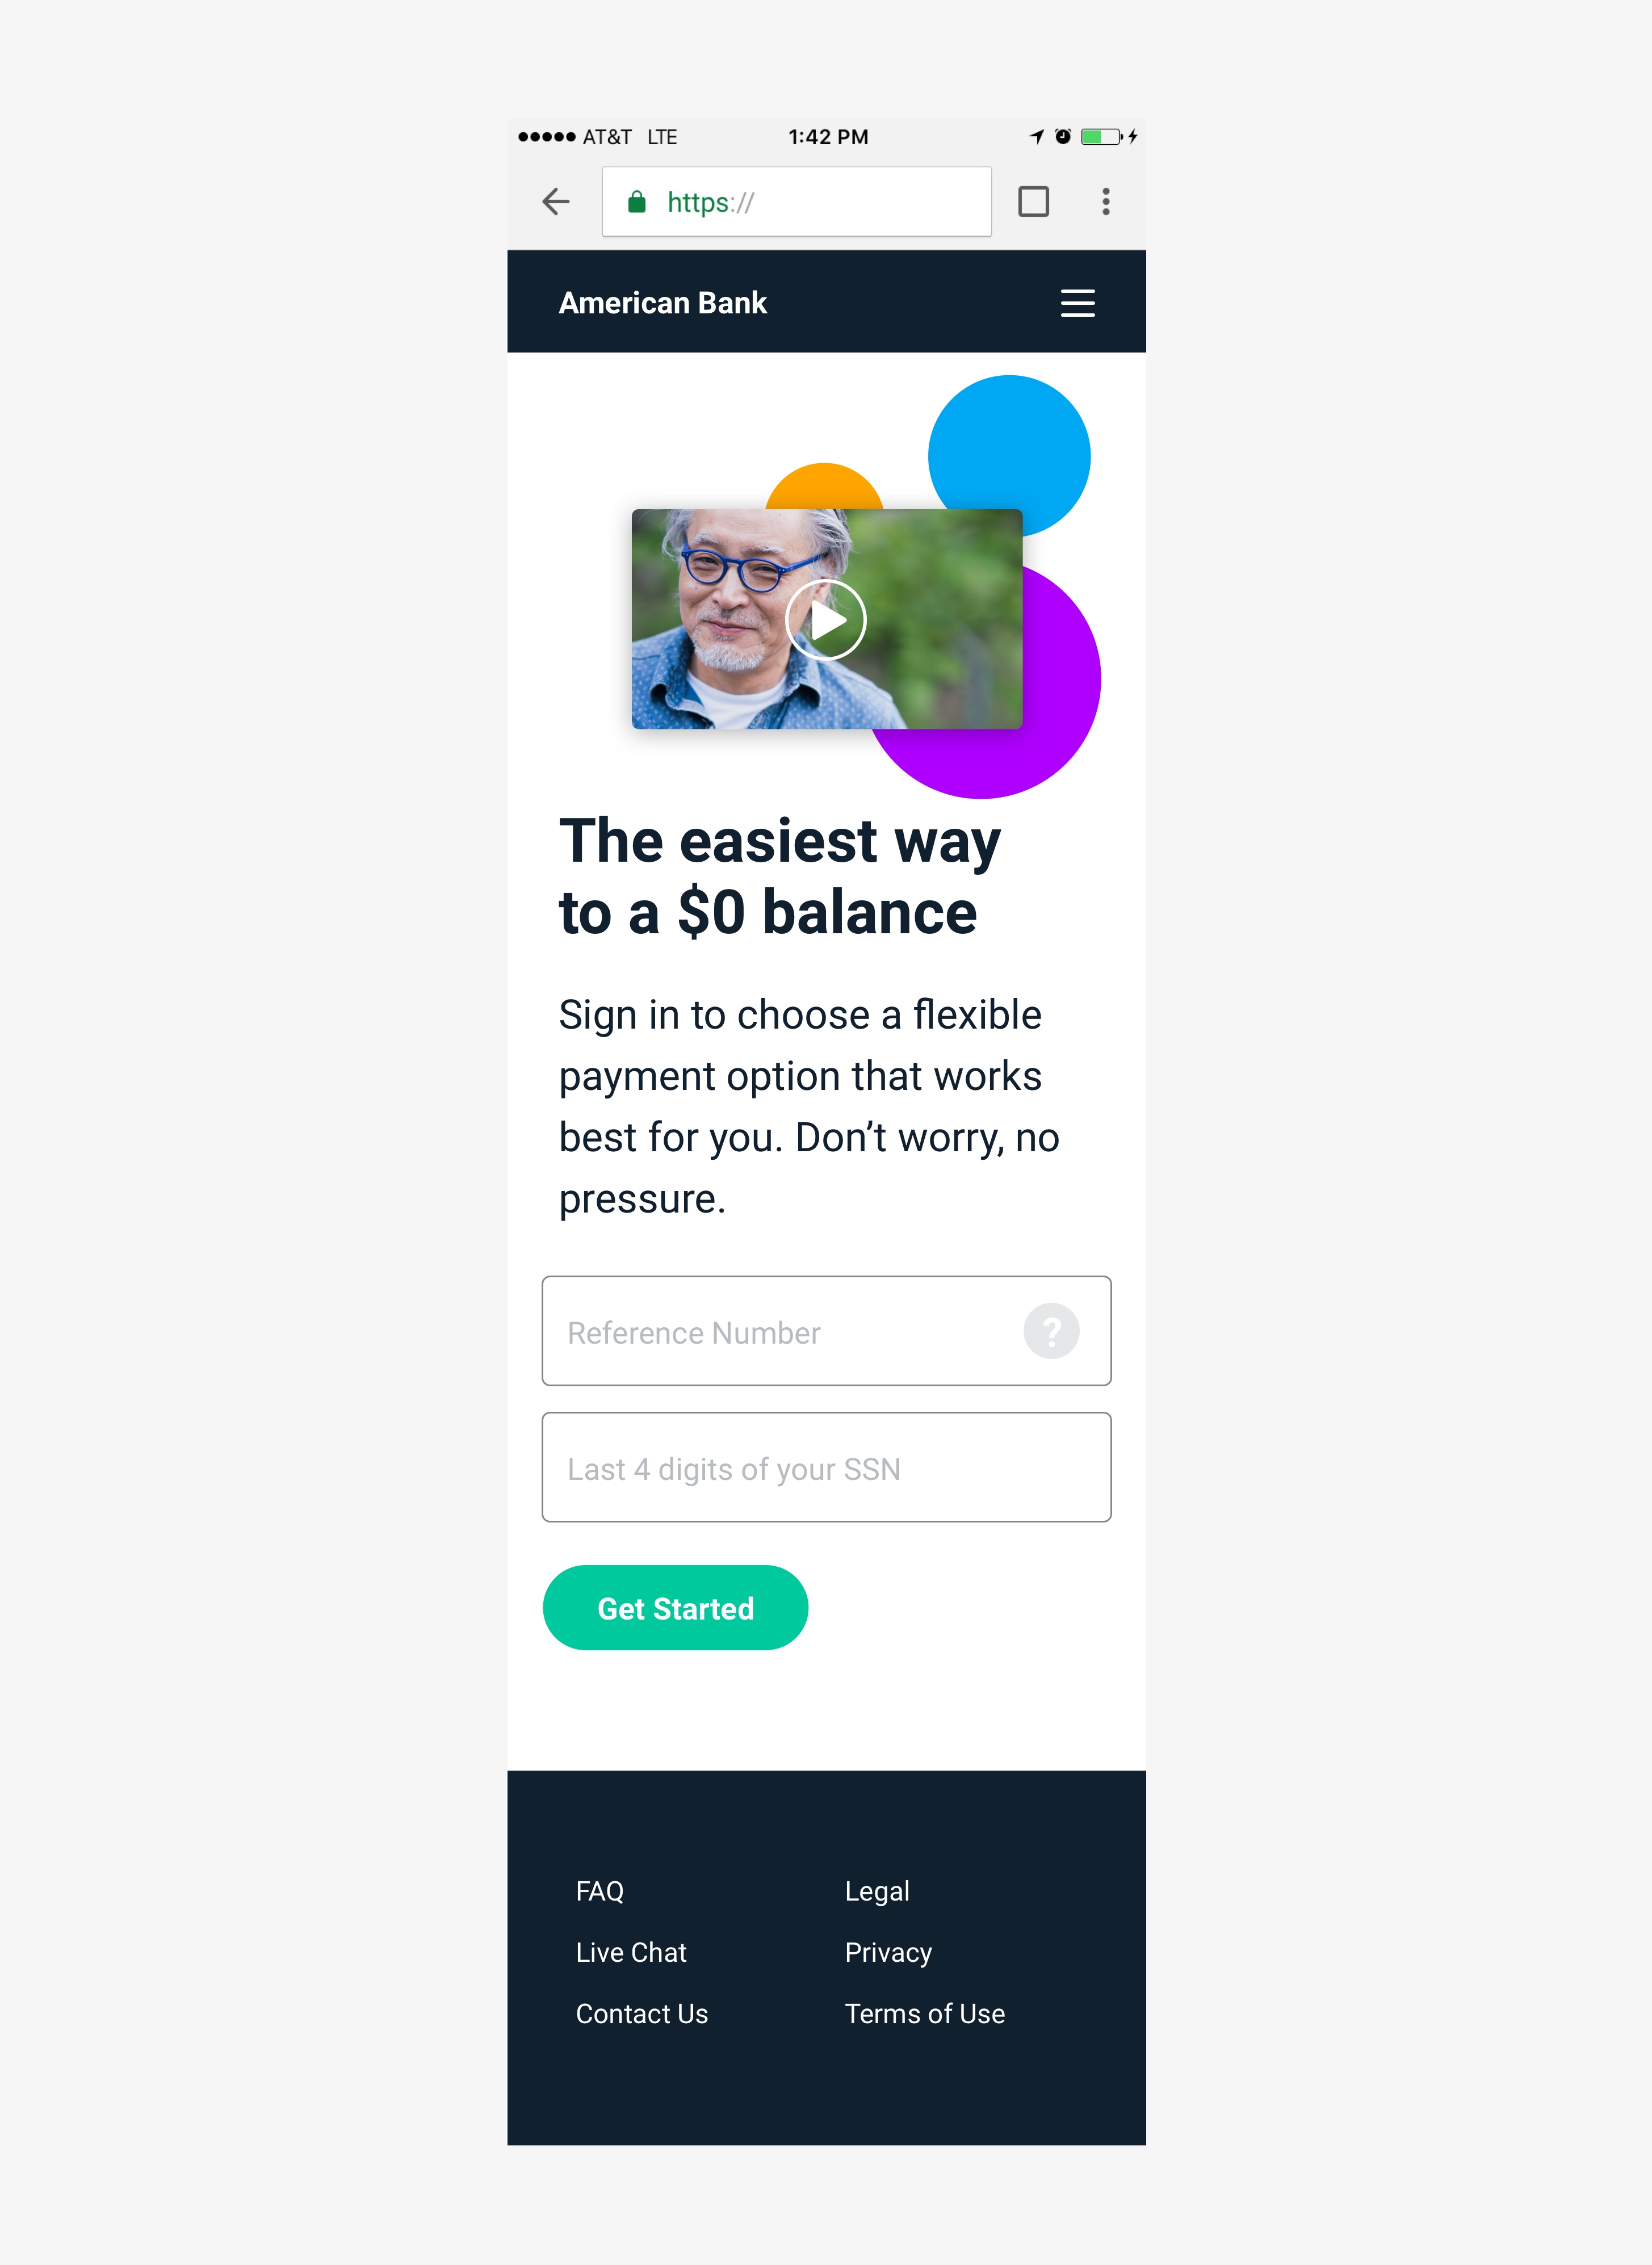 AT&T LTE 1:42 PM
https://
American Bank
The easiest way
to a $0 balance
Sign in to choose a flexible
payment option that works
best for you. Don’t worry, no
pressure.
Reference Number ?
Last 4 digits of your SSN
Get Started
FAQ
Live Chat
Contact Us
Legal
Privacy
Terms of Use